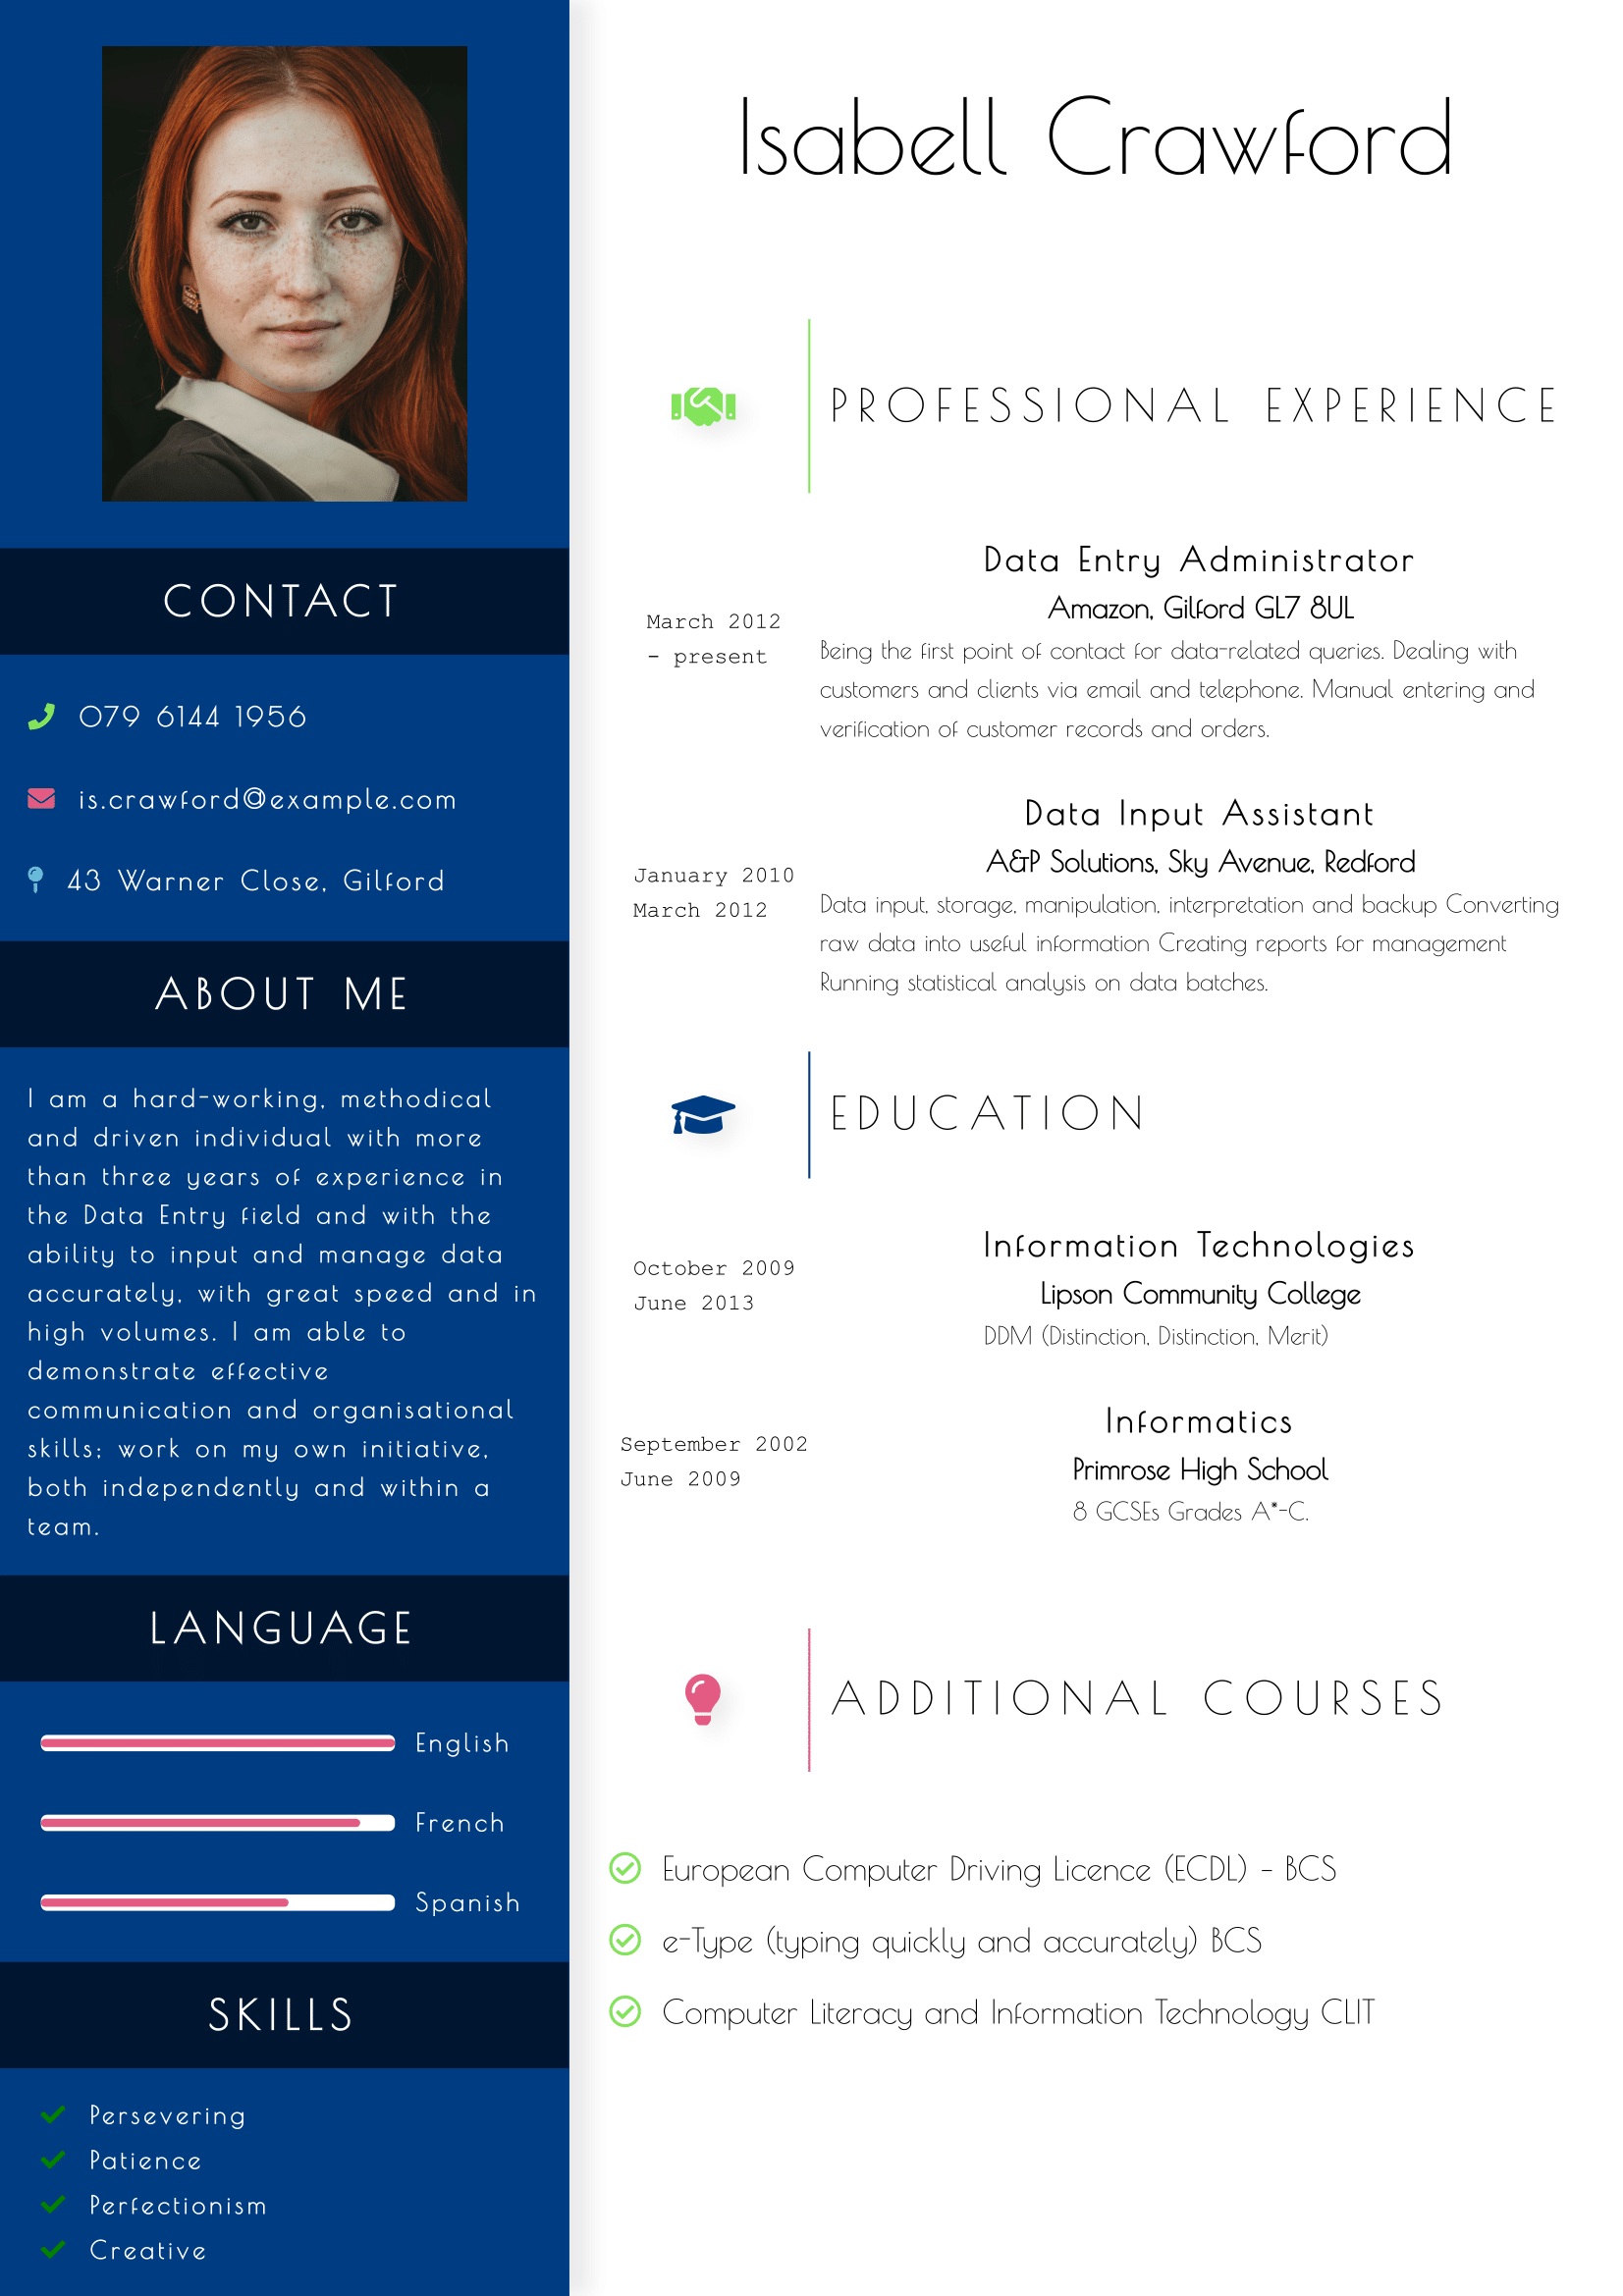 Isabell Crawford
CONTACT
079 6144 1956
is.crawford@example.com
43 Warner Close, Gilford
ABOUT ME
I am a hard-working, methodical
and driven individual with more
than three years of experience in
the Data Entry field and with the
ability to input and manage data
accurately, with great speed and in
high volumes. I am able to
demonstrate effective
communication and organisational
skills; work on my own initiative,
both independently and within a
team.
LANGUAGE
English
French
Spanish
SKILLS
Persevering
Patience
Perfectionism
Creative
PROFESSIONAL EXPERIENCE
March 2012
- present
Data Entry Administrator
Amazon, Gilford GL7 8UL
Being the first point of contact for data-related queries. Dealing with
customers and clients via email and telephone. Manual entering and
verification of customer records and orders.
January 2010
March 2012
Data Input Assistant
A&P Solutions, Sky Avenue, Redford
Data input, storage, manipulation, interpretation and backup Converting
raw data into useful information Creating reports for management
Running statistical analysis on data batches.
EDUCATION
October 2009
June 2013
Information Technologies
Lipson Community College
DDM (Distinction, Distinction, Merit)
September 2002
June 2009
Informatics
Primrose High School
8 GCSEs Grades A*-C.
ADDITIONAL COURSES
European Computer Driving Licence (ECDL) – BCS
e-Type (typing quickly and accurately) BCS
Computer Literacy and Information Technology CLIT